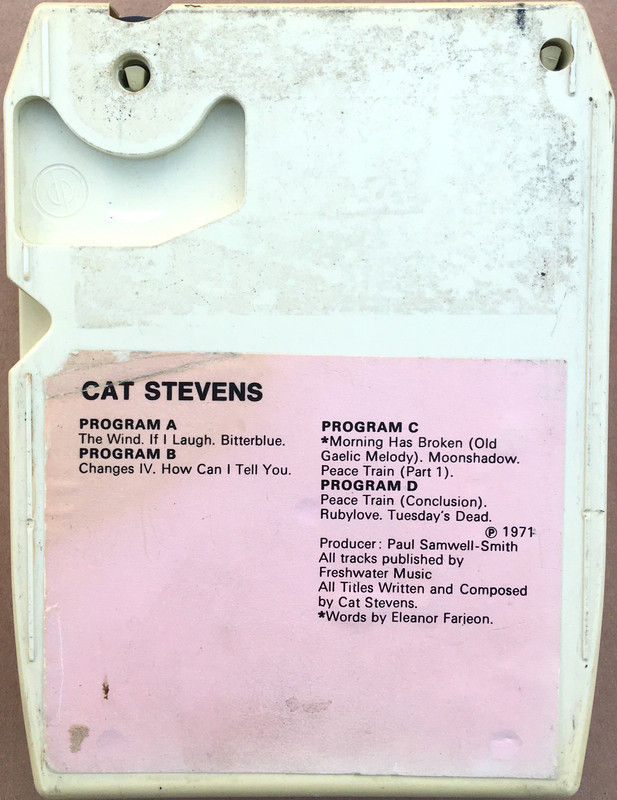 CAT STEVENS
PROGRAM A
The Wind. If I Laugh. Bitterblue.
PROGRAM B
Changes IV. How Can I Tell You.
PROGRAM C
*Morning Has Broken (Old
Gaelic Melody). Moonshadow.
Peace Train (Part 1).
PROGRAM D
Peace Train (Conclusion).
Rubylove. Tuesday's Dead.
℗ 1971
Producer: Paul Samwell-Smith
All tracks published by
Freshwater Music
All Titles Written and Composed
by Cat Stevens.
*Words by Eleanor Farjeon.